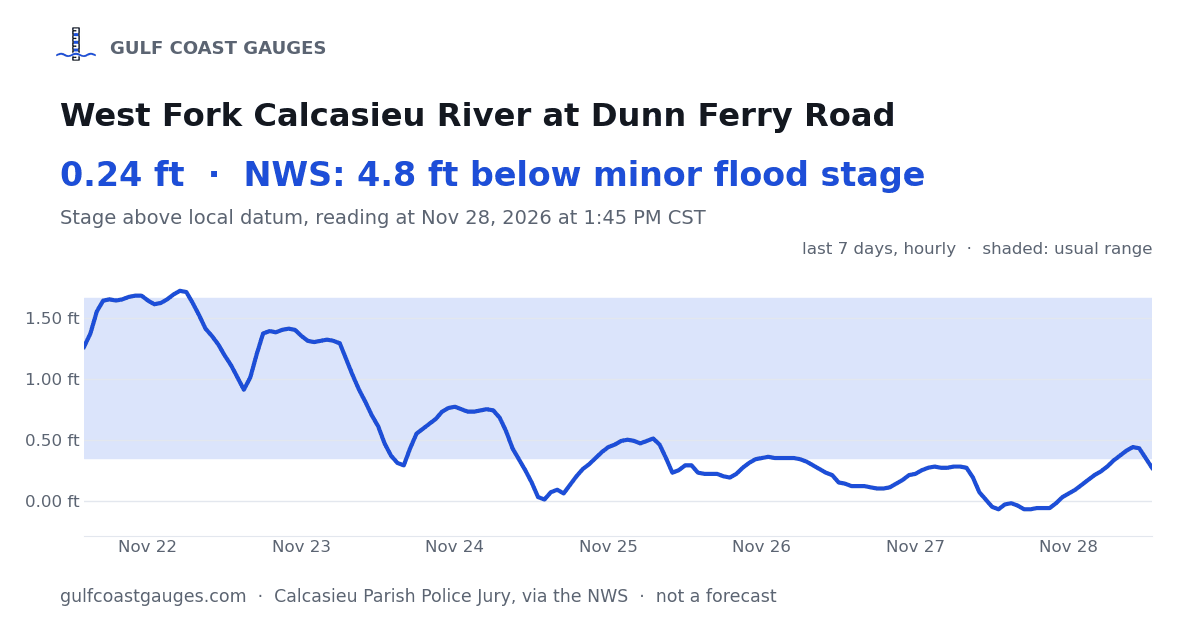 GULF COAST GAUGES
West Fork Calcasieu River at Dunn Ferry Road
0.24 ft · NWS: 4.8 ft below minor flood stage
Stage above local datum, reading at Nov 28, 2026 at 1:45 PM CST
last 7 days, hourly · shaded: usual range
1.50 ft
1.00 ft
0.50 ft
0.00 ft
Nov 22 Nov 23 Nov 24 Nov 25 Nov 26 Nov 27 Nov 28
gulfcoastgauges.com · Calcasieu Parish Police Jury, via the NWS · not a forecast